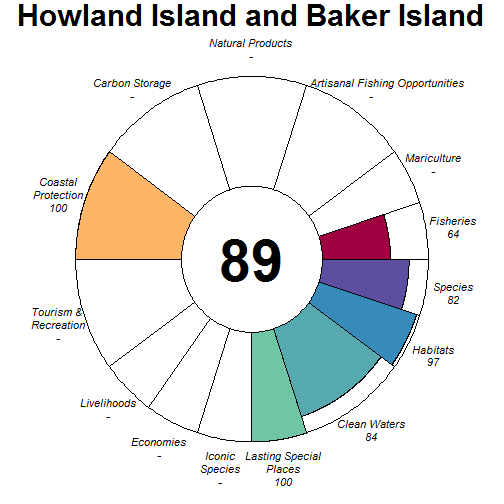 Howland Island and Baker Island
Natural Products
-
Carbon Storage
-
Artisanal Fishing Opportunities
-
Mariculture
-
Coastal
Protection
100
Fisheries
64
89
Species
82
Tourism &
Recreation
-
Habitats
97
Livelihoods
-
Clean Waters
84
Economies
-
Iconic
Species
-
Lasting Special
Places
100